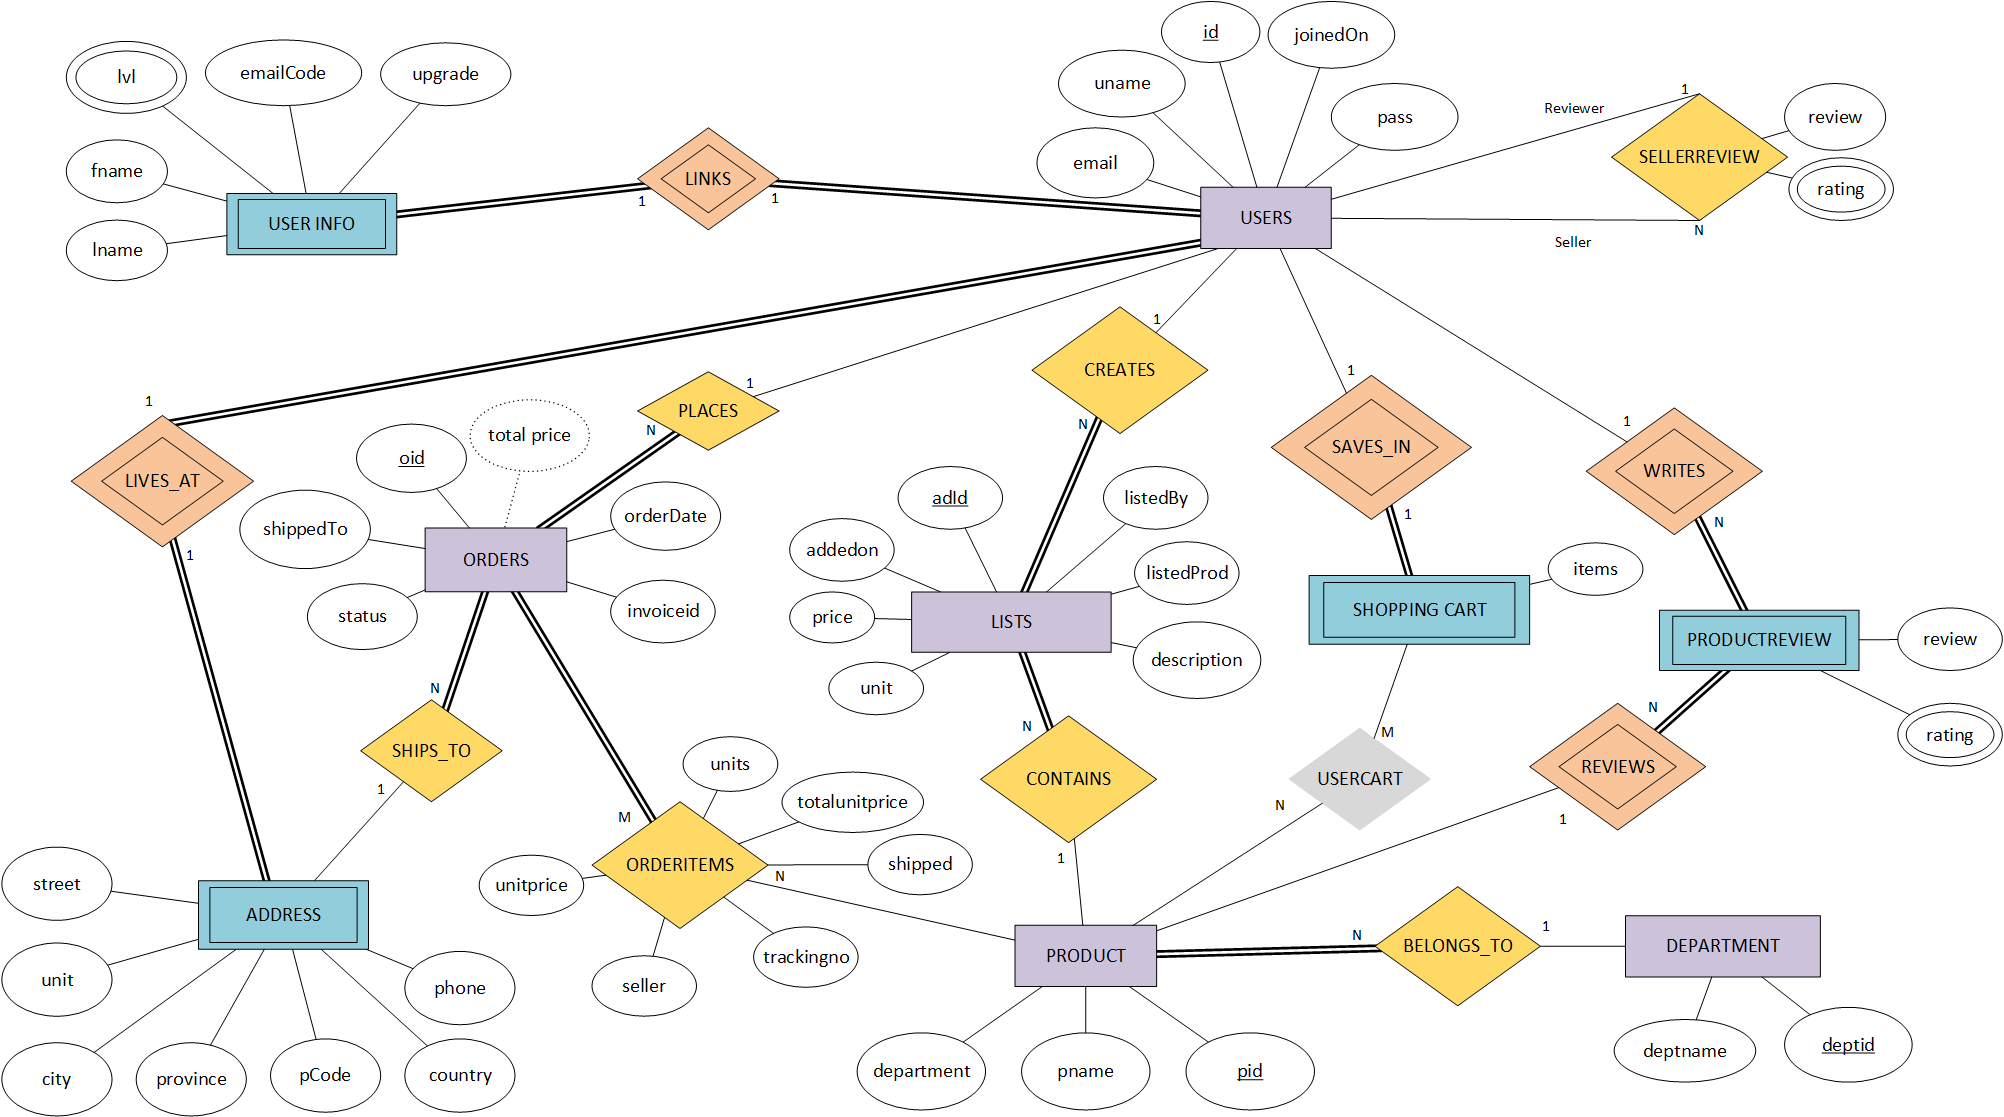 id
joinedOn
lvl
emailCode
upgrade
uname
pass
Reviewer
1
review
email
SELLERREVIEW
fname
LINKS
rating
1
1
USER INFO
USERS
lname
Seller
N
1
CREATES
1
1
1
PLACES
N
N
1
total price
oid
LIVES_AT
SAVES_IN
WRITES
adId
listedBy
shippedTo
orderDate
1
N
1
addedon
ORDERS
listedProd
items
status
invoiceid
price
LISTS
SHOPPING CART
PRODUCTREVIEW
review
description
N
unit
N
N
M
rating
SHIPS_TO
units
CONTAINS
USERCART
REVIEWS
1
totalunitprice
N
M
1
1
ORDERITEMS
shipped
street
unitprice
N
ADDRESS
N
1
PRODUCT
BELONGS_TO
DEPARTMENT
trackingno
unit
phone
seller
city
province
pCode
country
department
pname
pid
deptname
deptid